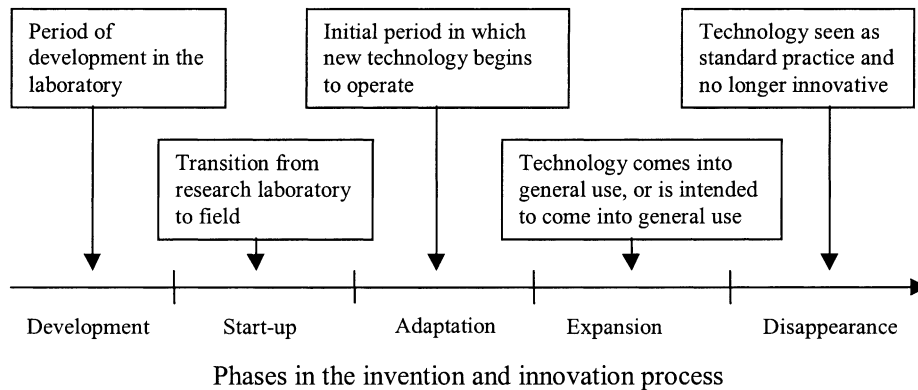 Period of
development in the
laboratory
Initial period in which
new technology begins
to operate
Technology seen as
standard practice and
no longer innovative
Transition from
research laboratory
to field
Technology comes into
general use, or is intended
to come into general use
Development
Start-up
Adaptation
Expansion
Disappearance
Phases in the invention and innovation process